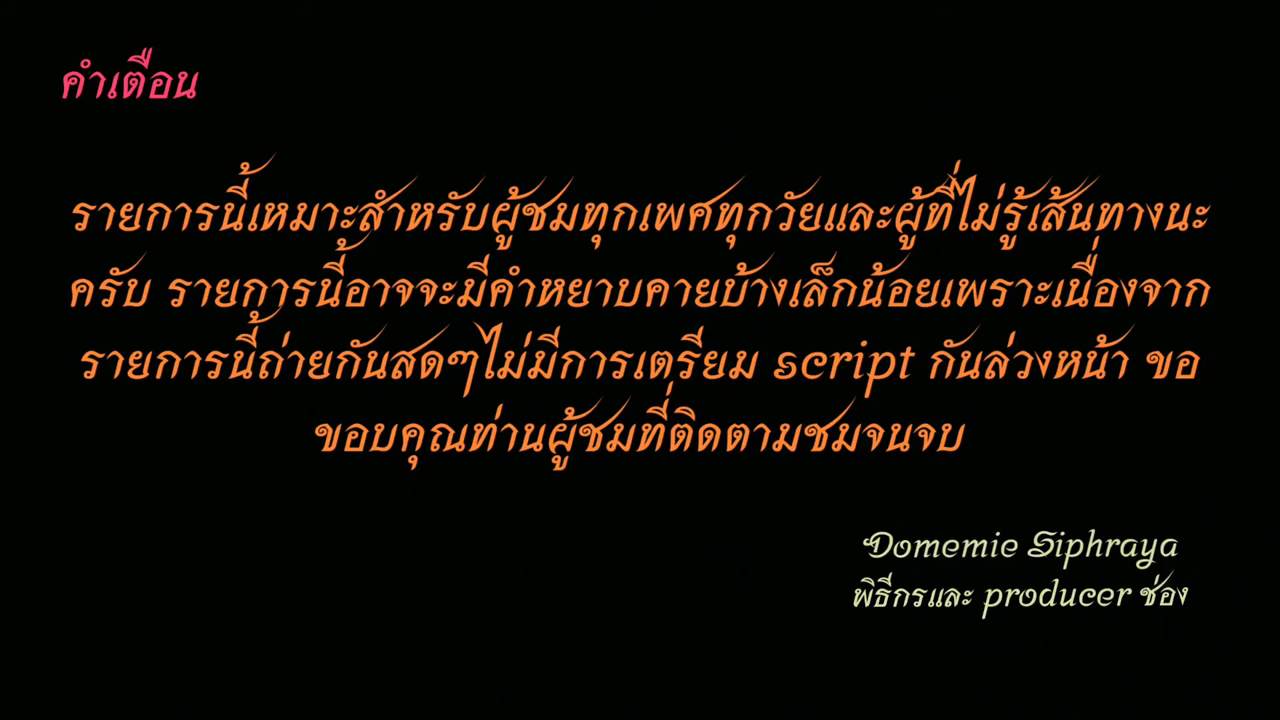 คำเตือน
รายการนี้เหมาะสำหรับผู้ชมทุกเพศทุกวัยและผู้ที่ไม่รู้เส้นทางนะ
ครับ รายการนี้อาจจะมีคำหยาบคายบ้างเล็กน้อยเพราะเนื่องจาก
รายการนี้ถ่ายกันสดๆไม่มีการเตรียม script กันล่วงหน้า ขอ
ขอบคุณท่านผู้ชมที่ติดตามชมจนจบ
Domemie Siphraya
พิธีกรและ producer ช่อง